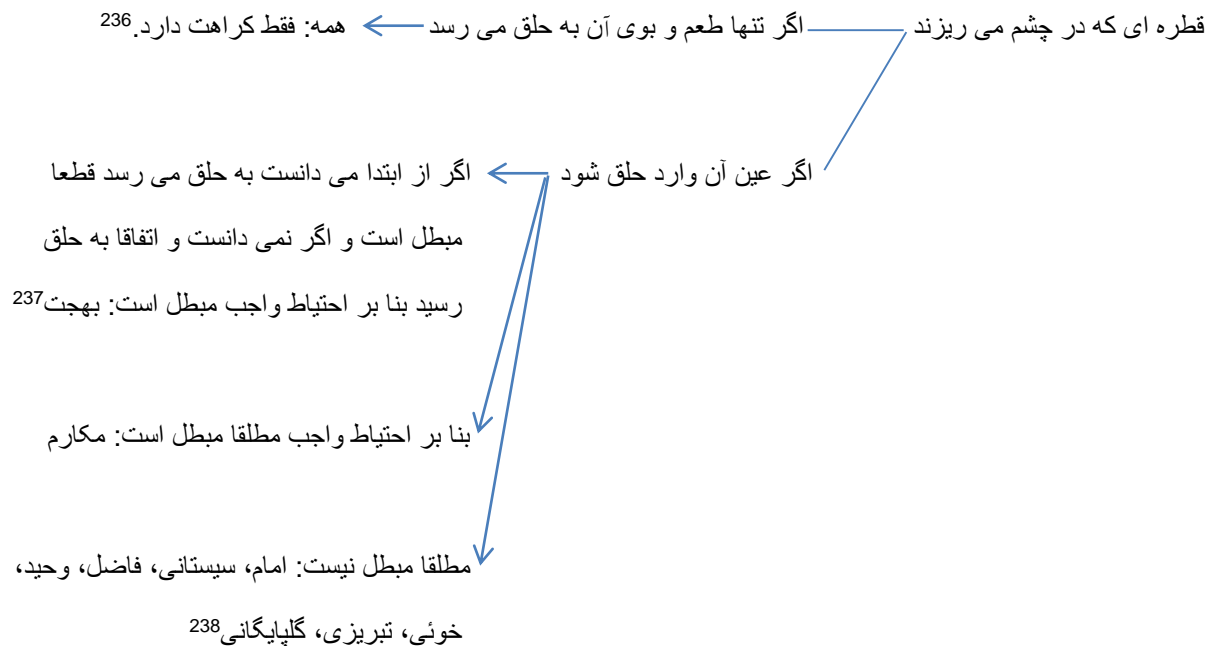 قطره ای که در چشم می ریزند اگر تنها طعم و بوی آن به حلق می رسد همه: فقط کراهت دارد.236
اگر عین آن وارد حلق شود اگر از ابتدا می دانست به حلق می رسد قطعا
مبطل است و اگر نمی دانست و اتفاقا به حلق
رسید بنا بر احتیاط واجب مبطل است: بهجت237
بنا بر احتیاط واجب مطلقا مبطل است: مکارم
مطلقا مبطل نیست: امام، سیستانی، فاضل، وحید،
خوئی، تبریزی، گلپایگانی238